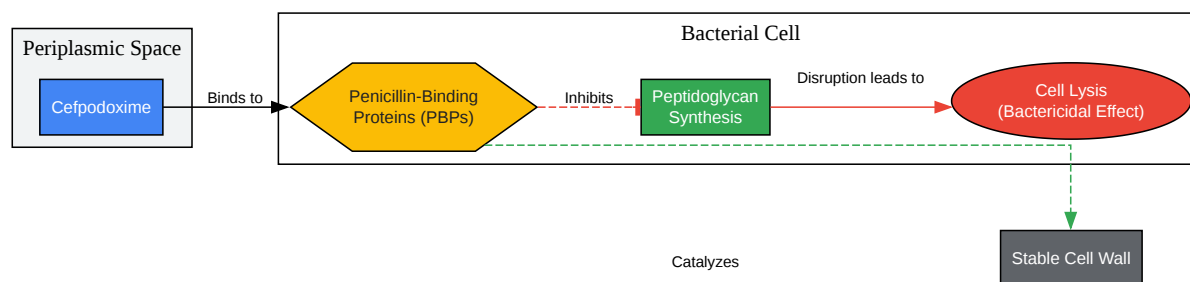 Periplasmic Space
Cefpodoxime
Binds to
Bacterial Cell
Penicillin-Binding
Proteins (PBPs)
Inhibits
Peptidoglycan
Synthesis
Disruption leads to
Cell Lysis
(Bactericidal Effect)
Catalyzes
Stable Cell Wall